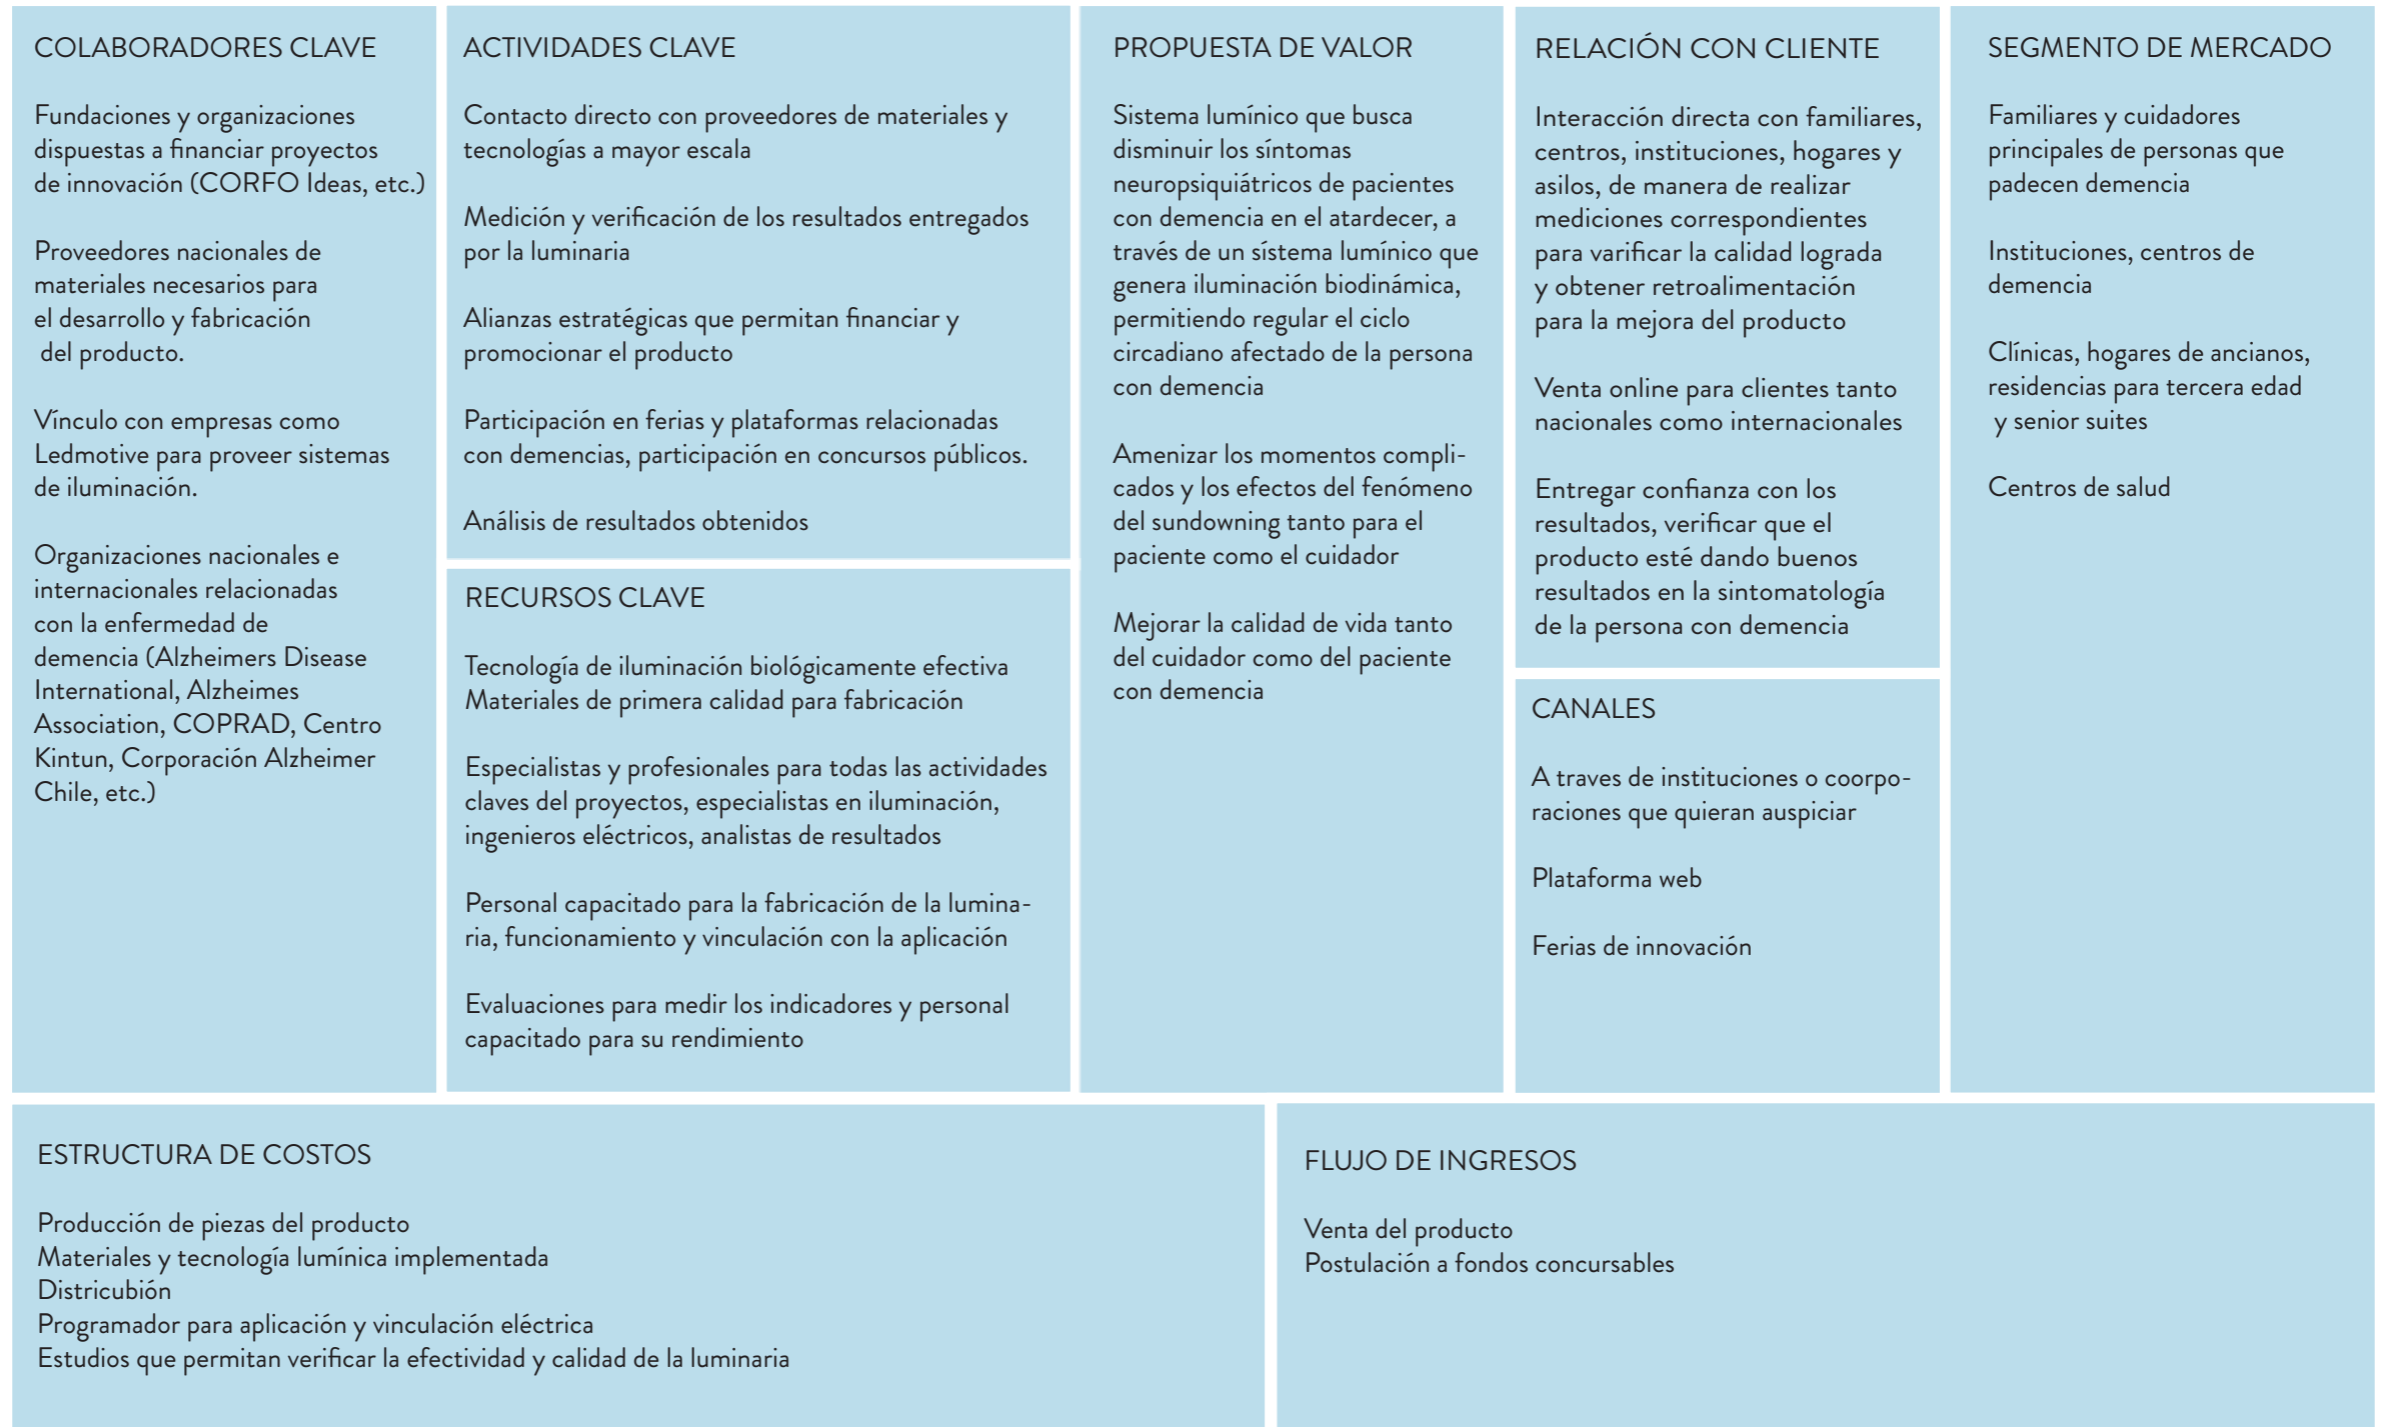 COLABORADORES CLAVE
Fundaciones y organizaciones
dispuestas a financiar proyectos
de innovación (CORFO Ideas, etc.)
Proveedores nacionales de
materiales necesarios para
el desarrollo y fabricación
del producto.
Vínculo con empresas como
Ledmotive para proveer sistemas
de iluminación.
Organizaciones nacionales e
internacionales relacionadas
con la enfermedad de
demencia (Alzheimers Disease
International, Alzheimes
Association, COPRAD, Centro
Kintun, Corporación Alzheimer
Chile, etc.)
ACTIVIDADES CLAVE
Contacto directo con proveedores de materiales y
tecnologías a mayor escala
Medición y verificación de los resultados entregados
por la luminaria
Alianzas estratégicas que permitan financiar y
promocionar el producto
Participación en ferias y plataformas relacionadas
con demencias, participación en concursos públicos.
Análisis de resultados obtenidos
RECURSOS CLAVE
Tecnología de iluminación biológicamente efectiva
Materiales de primera calidad para fabricación
Especialistas y profesionales para todas las actividades
claves del proyectos, especialistas en iluminación,
ingenieros eléctricos, analistas de resultados
Personal capacitado para la fabricación de la lumina-
ria, funcionamiento y vinculación con la aplicación
Evaluaciones para medir los indicadores y personal
capacitado para su rendimiento
PROPUESTA DE VALOR
Sistema lumínico que busca
disminuir los síntomas
neuropsiquiátricos de pacientes
con demencia en el atardecer, a
través de un sístema lumínico que
genera iluminación biodinámica,
permitiendo regular el ciclo
circadiano afectado de la persona
con demencia
Amenizar los momentos compli-
cados y los efectos del fenómeno
del sundowning tanto para el
paciente como el cuidador
Mejorar la calidad de vida tanto
del cuidador como del paciente
con demencia
RELACIÓN CON CLIENTE
Interacción directa con familiares,
centros, instituciones, hogares y
asilos, de manera de realizar
mediciones correspondientes
para varificar la calidad lograda
y obtener retroalimentación
para la mejora del producto
Venta online para clientes tanto
nacionales como internacionales
Entregar confianza con los
resultados, verificar que el
producto esté dando buenos
resultados en la sintomatología
de la persona con demencia
CANALES
A traves de instituciones o coorpo-
raciones que quieran auspiciar
Plataforma web
Ferias de innovación
SEGMENTO DE MERCADO
Familiares y cuidadores
principales de personas que
padecen demencia
Instituciones, centros de
demencia
Clínicas, hogares de ancianos,
residencias para tercera edad
y senior suites
Centros de salud
ESTRUCTURA DE COSTOS
Producción de piezas del producto
Materiales y tecnología lumínica implementada
Districubión
Programador para aplicación y vinculación eléctrica
Estudios que permitan verificar la efectividad y calidad de la luminaria
FLUJO DE INGRESOS
Venta del producto
Postulación a fondos concursables